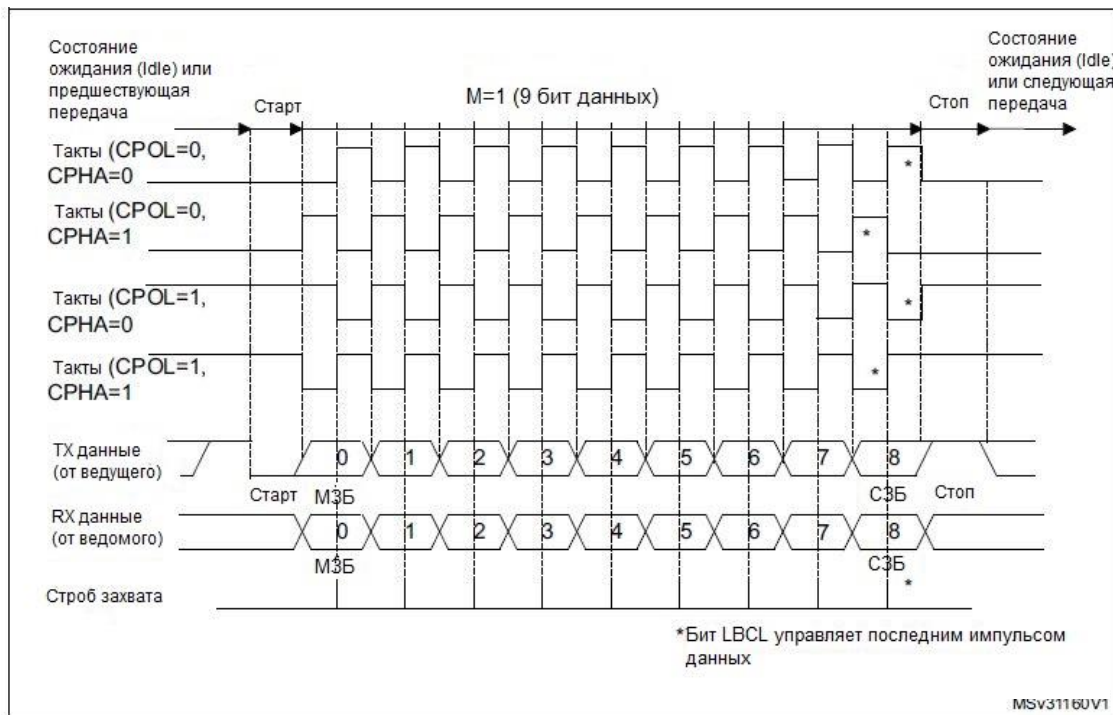 Состояние
ожидания (Idle) или
предшествующая
передача
Старт
M=1 (9 бит данных)
Стоп
Состояние
ожидания (Idle)
или следующая
передача
Такты (CPOL=0,
CPHA=0
*
Такты (CPOL=0,
CPHA=1
*
Такты (CPOL=1,
CPHA=0
*
Такты (CPOL=1,
CPHA=1
*
TX данные
(от ведущего)
0 1 2 3 4 5 6 7 8
Старт МЗБ СЗБ Стоп
RX данные
(от ведомого)
0 1 2 3 4 5 6 7 8
МЗБ СЗБ
*
Строб захвата
*Бит LBCL управляет последним импульсом
данных
MSv31160V1